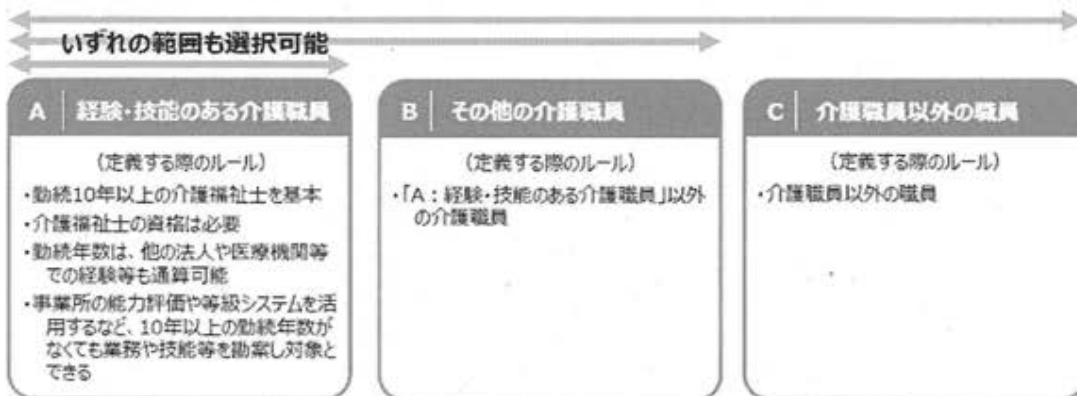 いずれの範囲も選択可能
A 経験・技能のある介護職員
(定義する際のルール)
・勤続10年以上の介護福祉士を基本
・介護福祉士の資格は必要
・勤続年数は、他の法人や医療機関等
での経験等も通算可能
・事業所の能力評価や等級システムを活
用するなど、10年以上の勤続年数が
なくても業務や技能等を勘案し対象と
できる
B その他の介護職員
(定義する際のルール)
・「A:経験・技能のある介護職員」以外
の介護職員
C 介護職員以外の職員
(定義する際のルール)
・介護職員以外の職員